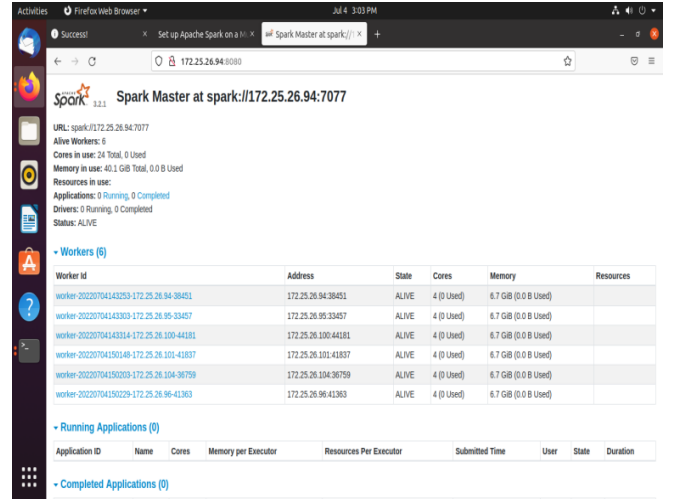 Activities Firefox Web Browser Jul 4 3:03 PM
Success! Set up Apache Spark on a M Spark Master at spark://1
172.25.26.94:8080
APACHE Spark 3.2.1 Spark Master at spark://172.25.26.94:7077
URL: spark://172.25.26.94:7077
Alive Workers: 6
Cores in use: 24 Total, 0 Used
Memory in use: 40.1 GiB Total, 0.0 B Used
Resources in use:
Applications: 0 Running, 0 Completed
Drivers: 0 Running, 0 Completed
Status: ALIVE
Workers (6)
Worker Id Address State Cores Memory Resources
worker-20220704143253-172.25.26.94-38451 172.25.26.94:38451 ALIVE 4 (0 Used) 6.7 GiB (0.0 B Used)
worker-20220704143303-172.25.26.95-33457 172.25.26.95:33457 ALIVE 4 (0 Used) 6.7 GiB (0.0 B Used)
worker-20220704143314-172.25.26.100-44181 172.25.26.100:44181 ALIVE 4 (0 Used) 6.7 GiB (0.0 B Used)
worker-20220704150148-172.25.26.101-41837 172.25.26.101:41837 ALIVE 4 (0 Used) 6.7 GiB (0.0 B Used)
worker-20220704150203-172.25.26.104-36759 172.25.26.104:36759 ALIVE 4 (0 Used) 6.7 GiB (0.0 B Used)
worker-20220704150229-172.25.26.96-41363 172.25.26.96:41363 ALIVE 4 (0 Used) 6.7 GiB (0.0 B Used)
Running Applications (0)
Application ID Name Cores Memory per Executor Resources Per Executor Submitted Time User State Duration
Completed Applications (0)